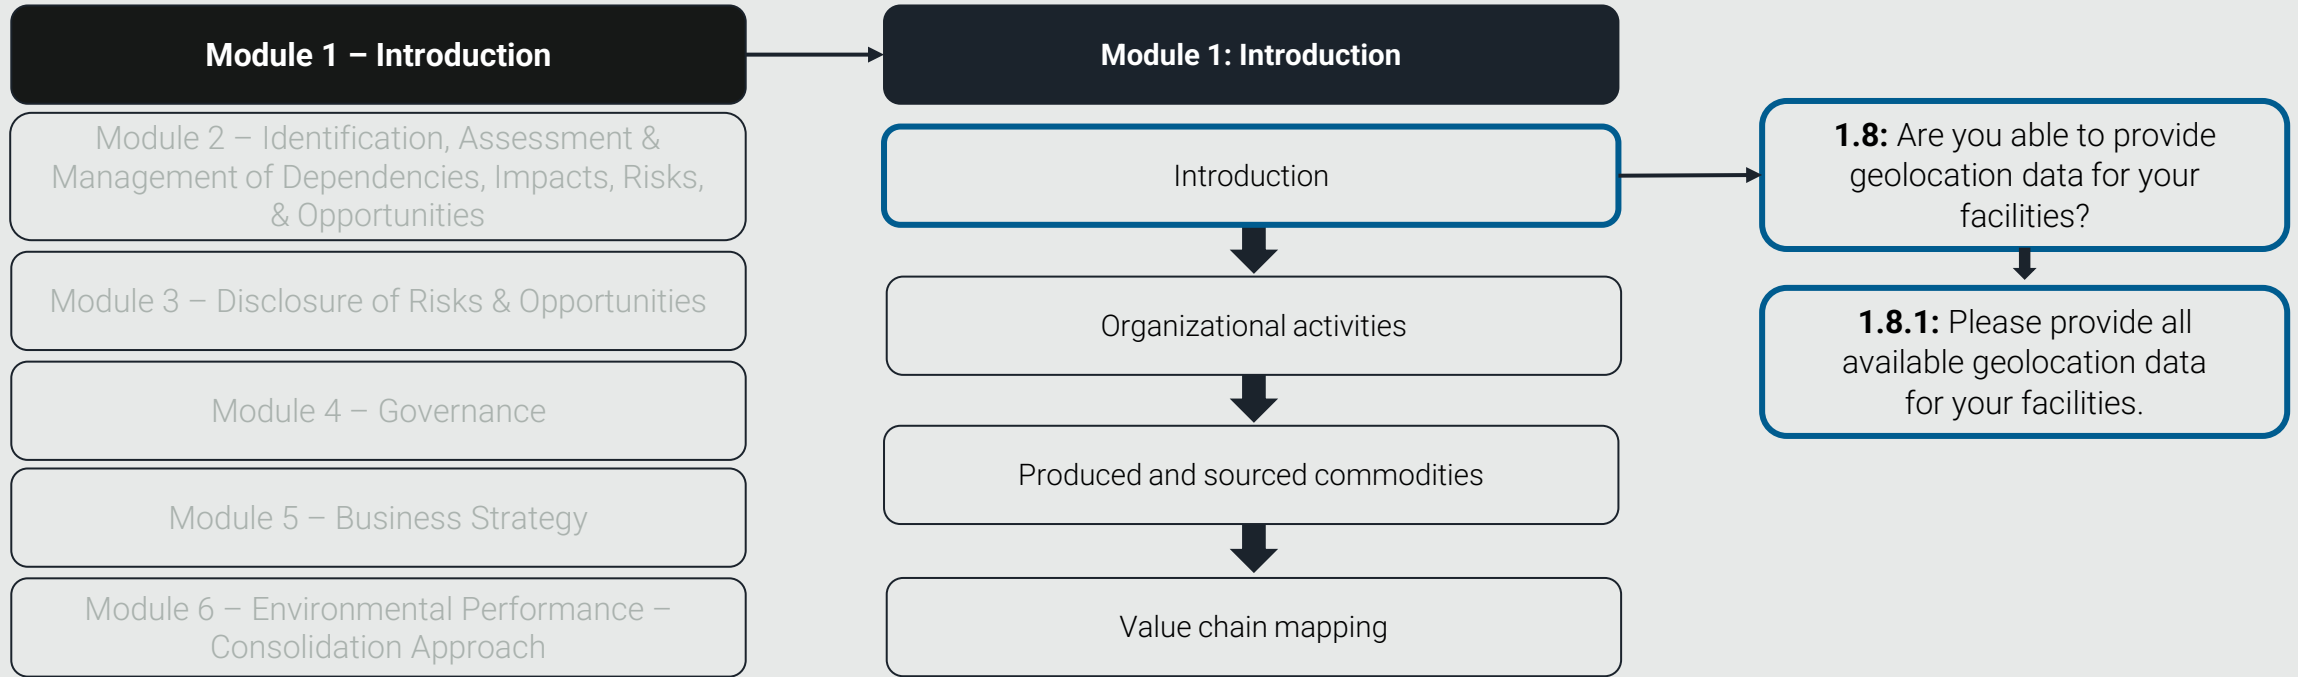 Module 1 – Introduction
Module 2 – Identification, Assessment &
Management of Dependencies, Impacts, Risks,
& Opportunities
Module 3 – Disclosure of Risks & Opportunities
Module 4 – Governance
Module 5 – Business Strategy
Module 6 – Environmental Performance –
Consolidation Approach
Module 1: Introduction
Introduction
Organizational activities
Produced and sourced commodities
Value chain mapping
1.8: Are you able to provide
geolocation data for your
facilities?
1.8.1: Please provide all
available geolocation data
for your facilities.